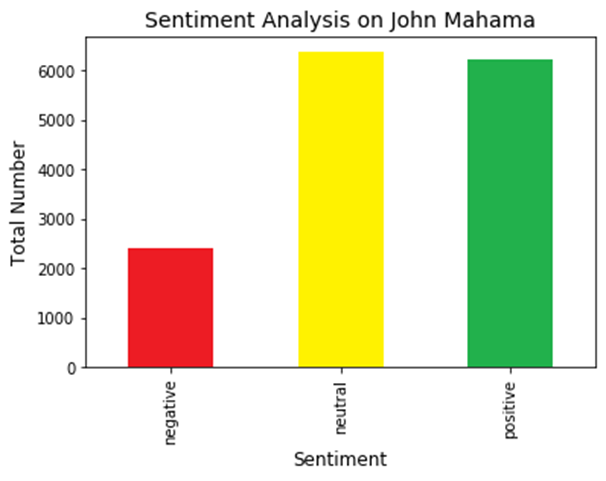 Sentiment Analysis on John Mahama
Total Number
6000
5000
4000
3000
2000
1000
0
negative
neutral
positive
Sentiment